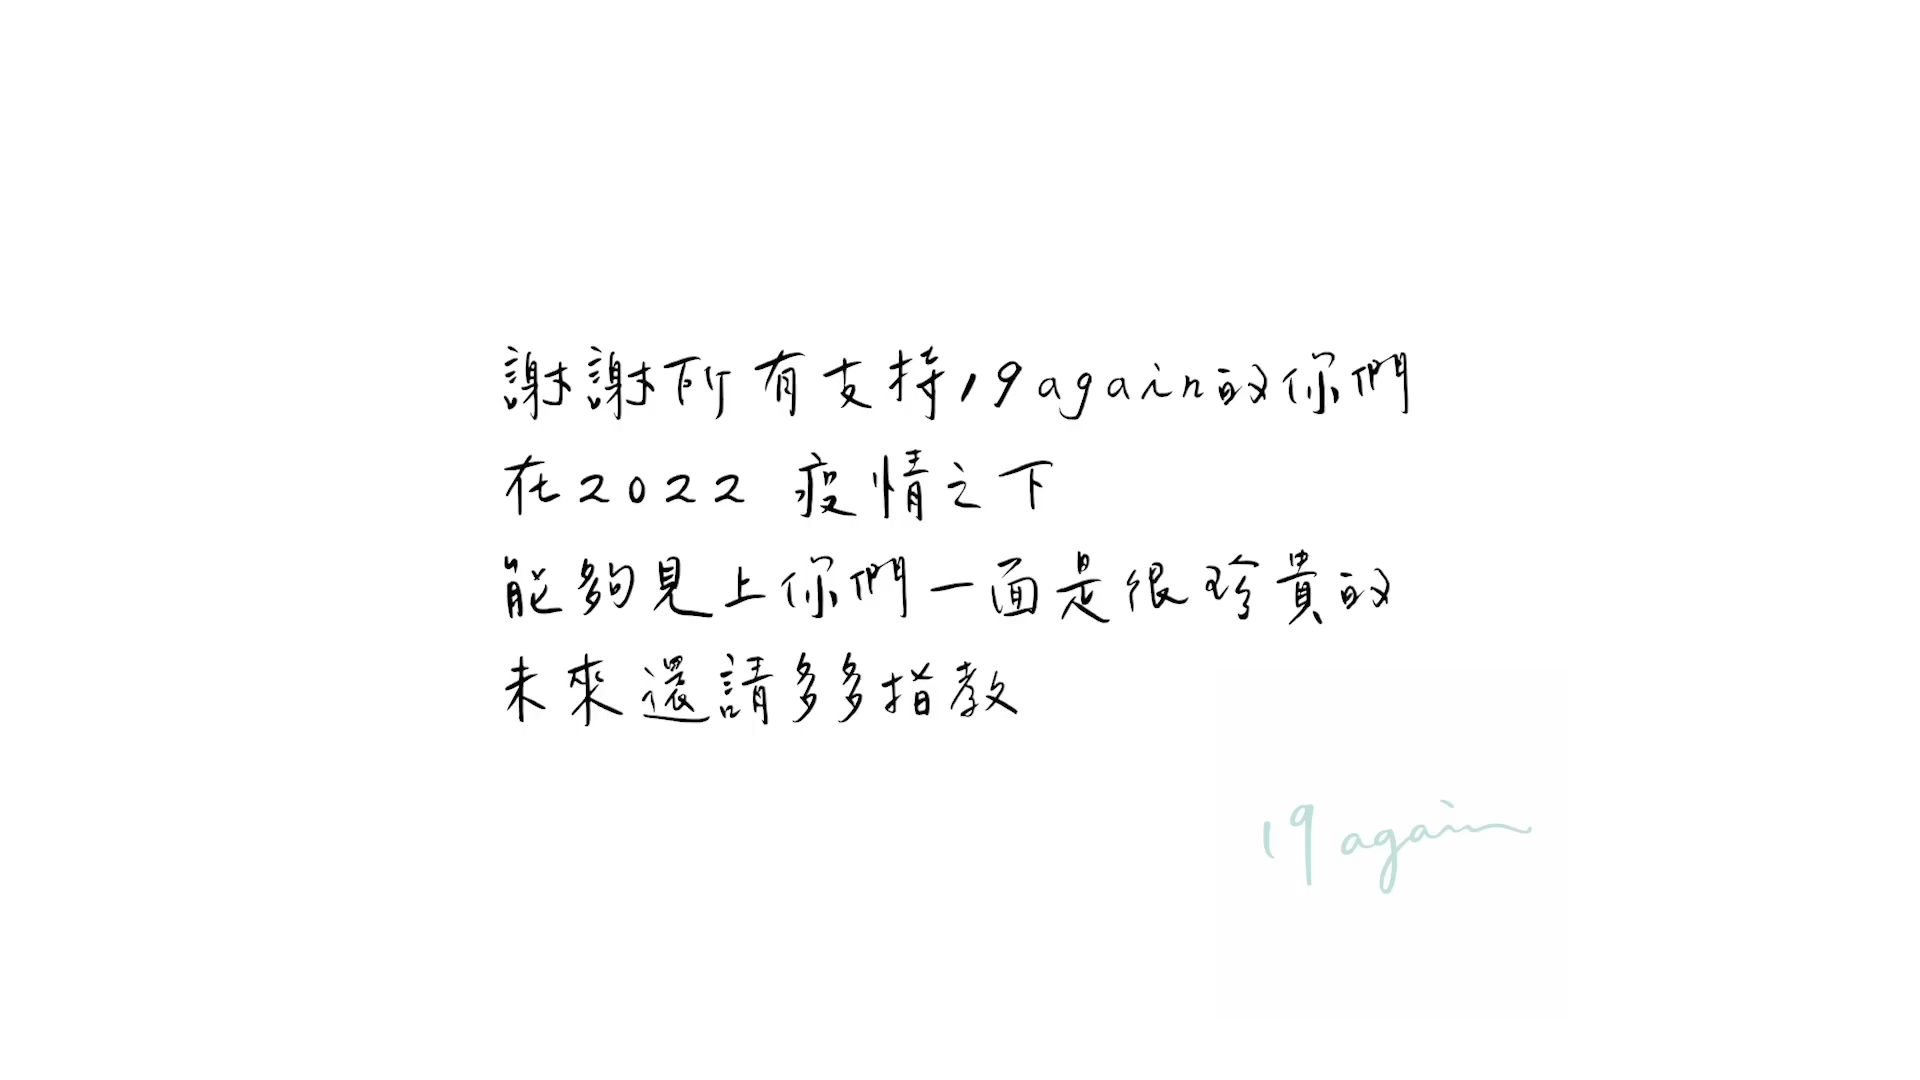 謝謝所有支持19again的你們
在2022 疫情之下
能夠見上你們一面是很珍貴的
未來還請多多指教
19 again